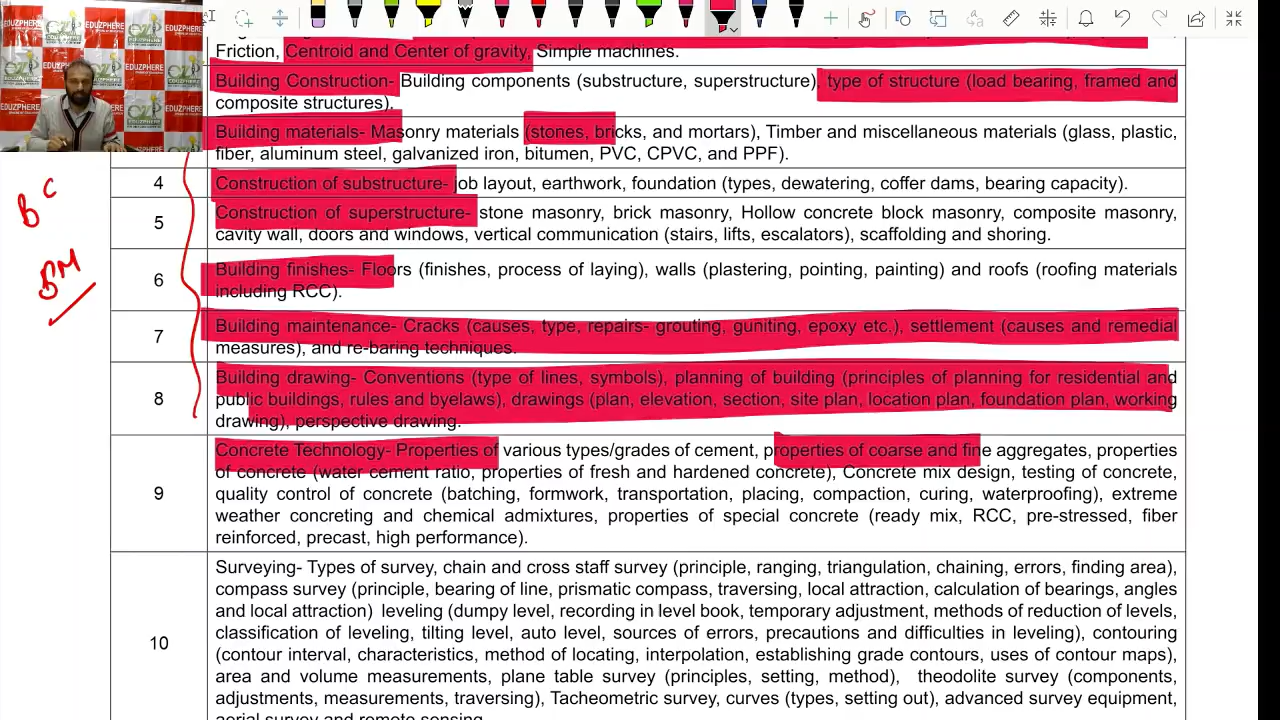 EDUZPHERE
EDUZPHERE
EDUZPHERE
Friction, Centroid and Center of gravity, Simple machines.
Building Construction- Building components (substructure, superstructure), type of structure (load bearing, framed and
composite structures).
Building materials- Masonry materials (stones, bricks, and mortars), Timber and miscellaneous materials (glass, plastic,
fiber, aluminum steel, galvanized iron, bitumen, PVC, CPVC, and PPF).
4 Construction of substructure- job layout, earthwork, foundation (types, dewatering, coffer dams, bearing capacity).
BC
5 Construction of superstructure- stone masonry, brick masonry, Hollow concrete block masonry, composite masonry,
cavity wall, doors and windows, vertical communication (stairs, lifts, escalators), scaffolding and shoring.
BM
6 Building finishes- Floors (finishes, process of laying), walls (plastering, pointing, painting) and roofs (roofing materials
including RCC).
7 Building maintenance- Cracks (causes, type, repairs- grouting, guniting, epoxy etc.), settlement (causes and remedial
measures), and re-baring techniques.
8 Building drawing- Conventions (type of lines, symbols), planning of building (principles of planning for residential and
public buildings, rules and byelaws), drawings (plan, elevation, section, site plan, location plan, foundation plan, working
drawing), perspective drawing.
9 Concrete Technology- Properties of various types/grades of cement, properties of coarse and fine aggregates, properties
of concrete (water cement ratio, properties of fresh and hardened concrete), Concrete mix design, testing of concrete,
quality control of concrete (batching, formwork, transportation, placing, compaction, curing, waterproofing), extreme
weather concreting and chemical admixtures, properties of special concrete (ready mix, RCC, pre-stressed, fiber
reinforced, precast, high performance).
10 Surveying- Types of survey, chain and cross staff survey (principle, ranging, triangulation, chaining, errors, finding area),
compass survey (principle, bearing of line, prismatic compass, traversing, local attraction, calculation of bearings, angles
and local attraction) leveling (dumpy level, recording in level book, temporary adjustment, methods of reduction of levels,
classification of leveling, tilting level, auto level, sources of errors, precautions and difficulties in leveling), contouring
(contour interval, characteristics, method of locating, interpolation, establishing grade contours, uses of contour maps),
area and volume measurements, plane table survey (principles, setting, method), theodolite survey (components,
adjustments, measurements, traversing), Tacheometric survey, curves (types, setting out), advanced survey equipment,
aerial survey and remote sensing.